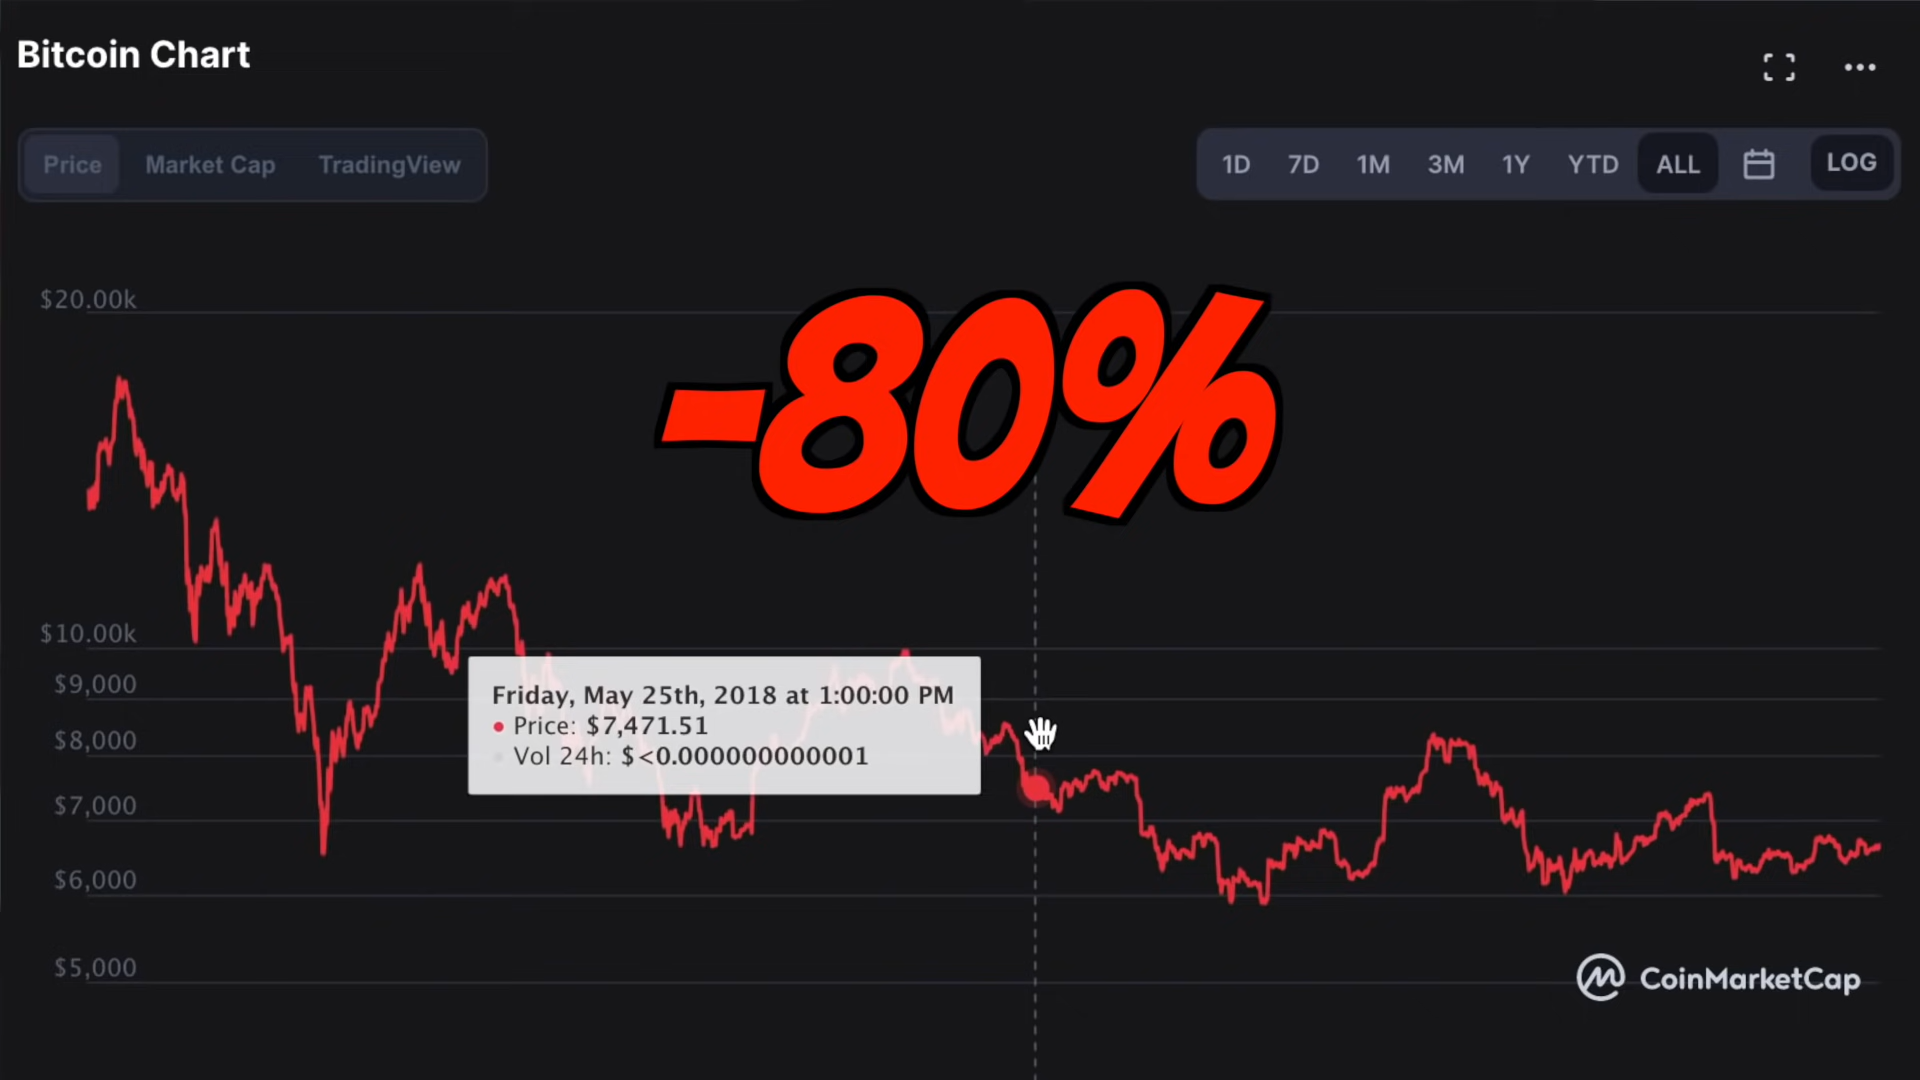 Bitcoin Chart
Price Market Cap TradingView
1D 7D 1M 3M 1Y YTD ALL LOG
-80%
$20.00k
$10.00k
$9,000
$8,000
$7,000
$6,000
$5,000
Friday, May 25th, 2018 at 1:00:00 PM
Price: $7,471.51
Vol 24h: $<0.000000000001
CoinMarketCap